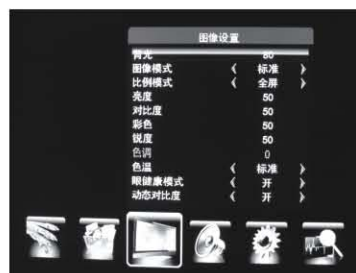 图像设置
背光 80
图像模式 《 标准 》
比例模式 《 全屏 》
亮度 50
对比度 50
彩色 50
锐度 50
色调 0
色温 《 标准 》
眼健康模式 《 开 》
动态对比度 《 开 》